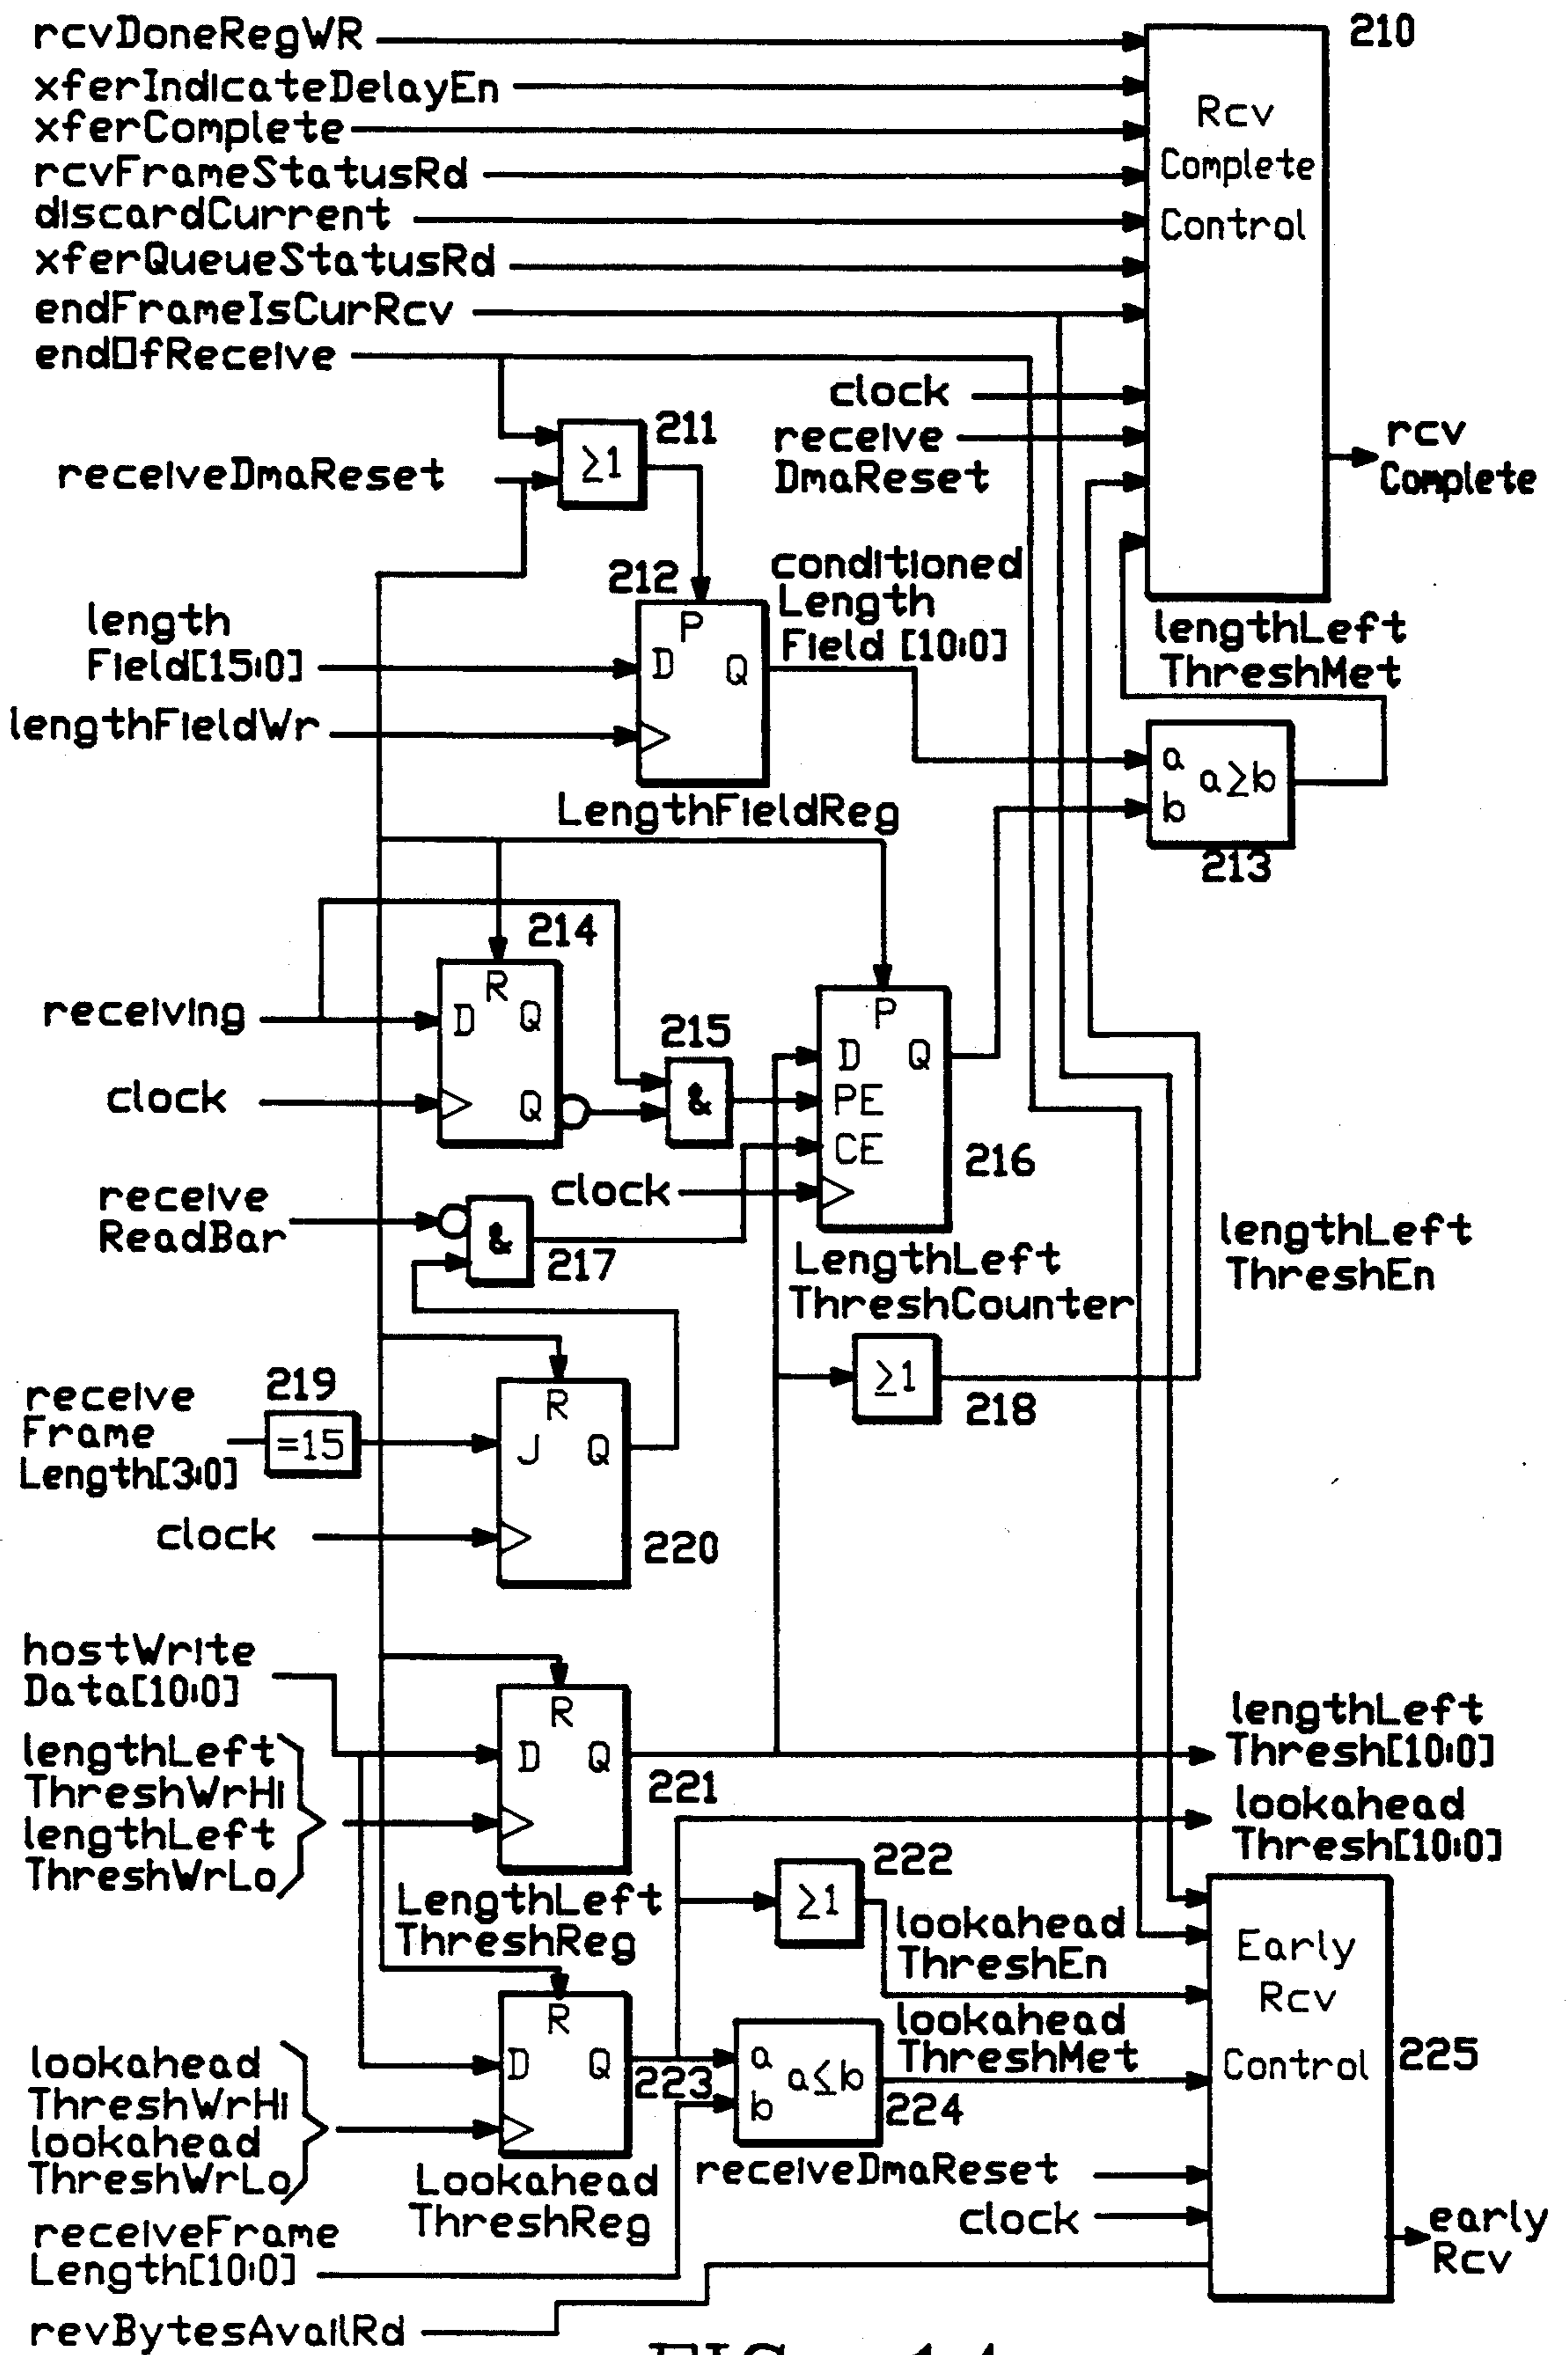 rcvDoneRegWR
210
xferIndicateDelayEn
xferComplete
rcvFrameStatusRd
discardCurrent
xferQueueStatusRd
endFrameIsCurRcv
endOfReceive
Rcv
Complete
Control
clock
receive
DmaReset
rcv
Complete
211
≥1
receiveDmaReset
212
conditioned
Length
Field [10:0]
length
Field[15:0]
P
D
Q
lengthFieldWr
LengthFieldReg
lengthLeft
ThreshMet
a
a≥b
b
213
214
receiving
R
D
Q
Q
clock
215
&
P
D
Q
PE
CE
216
clock
receive
ReadBar
&
217
LengthLeft
ThreshCounter
lengthLeft
ThreshEn
≥1
218
219
receive
Frame
Length[3:0]
=15
R
J
Q
clock
220
hostWrite
Data[10:0]
lengthLeft
ThreshWrHi
lengthLeft
ThreshWrLo
R
D
Q
221
LengthLeft
ThreshReg
lengthLeft
Thresh[10:0]
lookahead
Thresh[10:0]
222
≥1
lookahead
ThreshEn
lookahead
ThreshMet
Early
Rcv
Control
225
R
D
Q
223
a
a≤b
b
224
lookahead
ThreshWrHi
lookahead
ThreshWrLo
Lookahead
ThreshReg
receiveDmaReset
clock
early
Rcv
receiveFrame
Length[10:0]
revBytesAvailRd